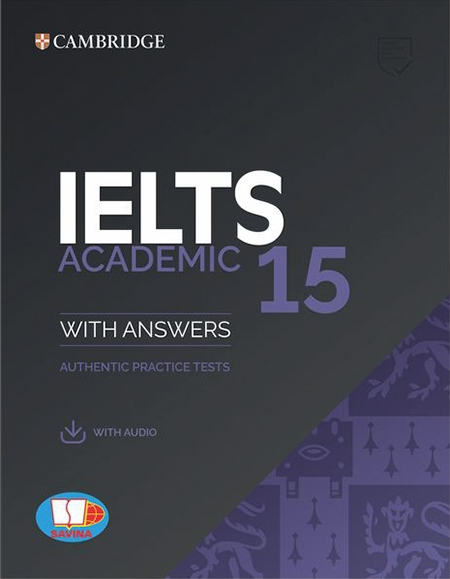 CAMBRIDGE
IELTS
ACADEMIC 15
WITH ANSWERS
AUTHENTIC PRACTICE TESTS
WITH AUDIO
SAVINA